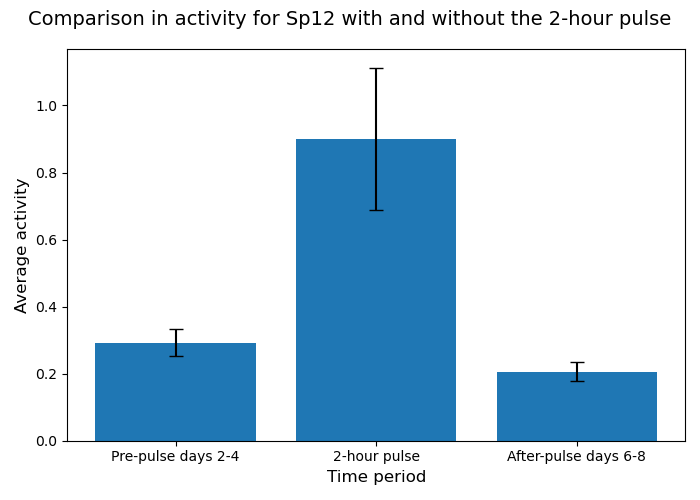 Comparison in activity for Sp12 with and without the 2-hour pulse
Average activity
1.0
0.8
0.6
0.4
0.2
0.0
Pre-pulse days 2-4
2-hour pulse
After-pulse days 6-8
Time period